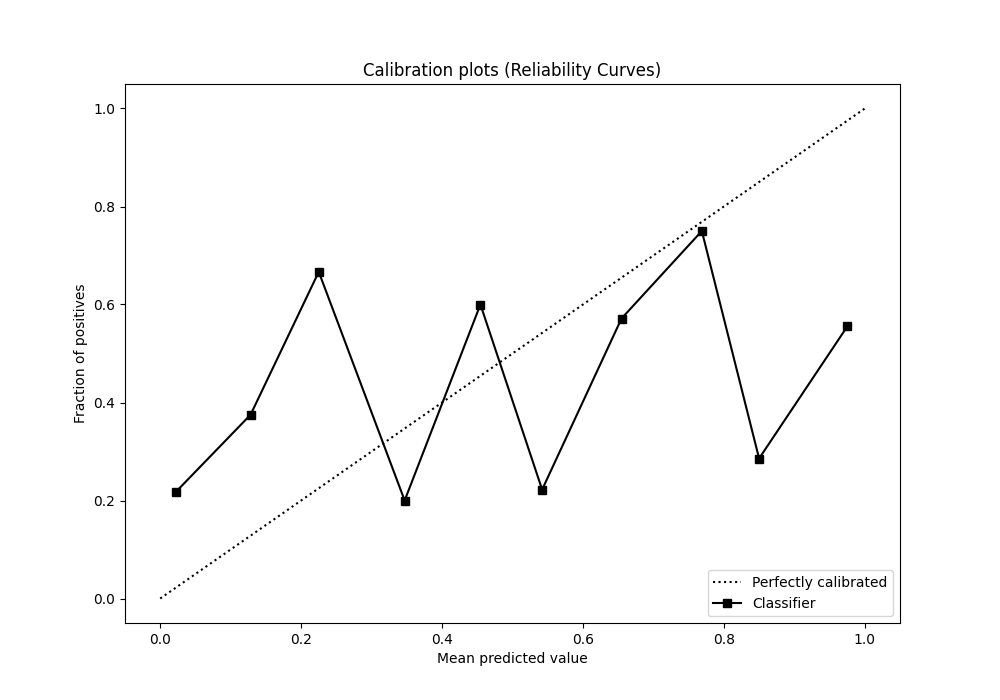 Calibration plots (Reliability Curves)
1.0
0.8
0.6
0.4
0.2
0.0
Fraction of positives
0.0 0.2 0.4 0.6 0.8 1.0
Mean predicted value
Perfectly calibrated
Classifier